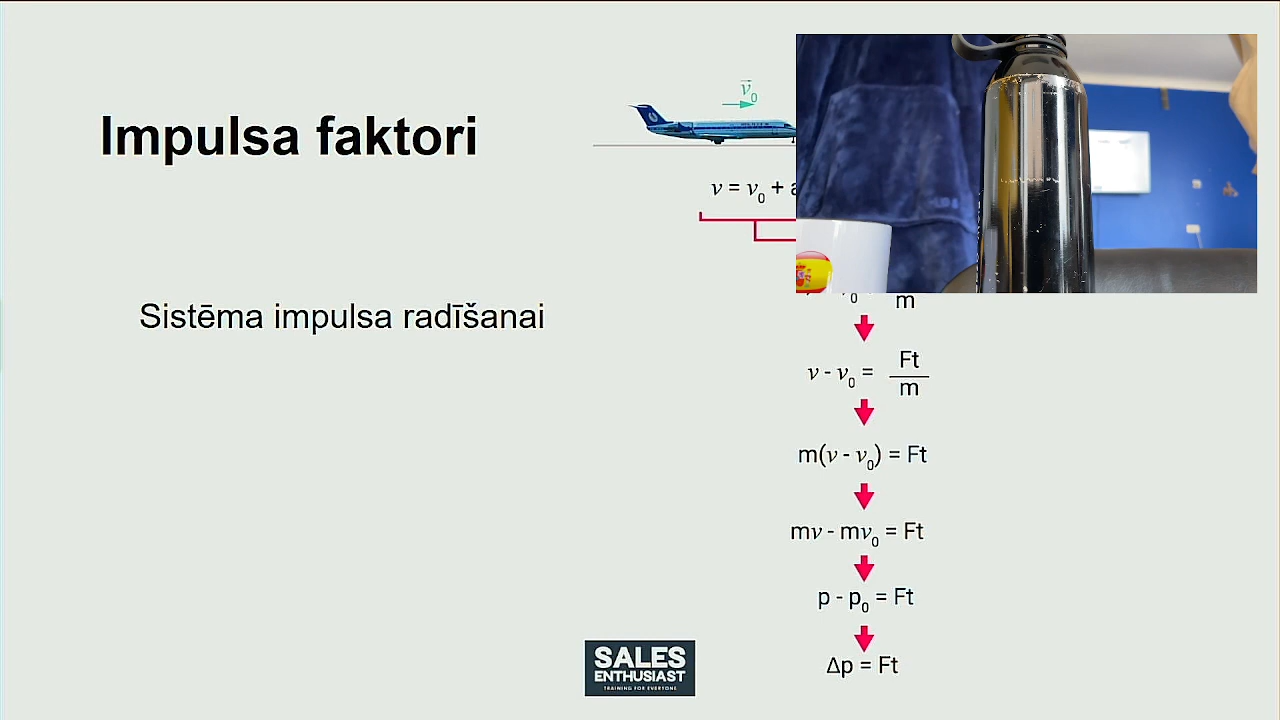 Impulsa faktori
Sistēma impulsa radīšanai
v⃗₀
v = v₀ +
m
v - v₀ = Ft
m
m(v - v₀) = Ft
mv - mv₀ = Ft
p - p₀ = Ft
Δp = Ft
SALES
ENTHUSIAST
TRAINING FOR EVERYONE